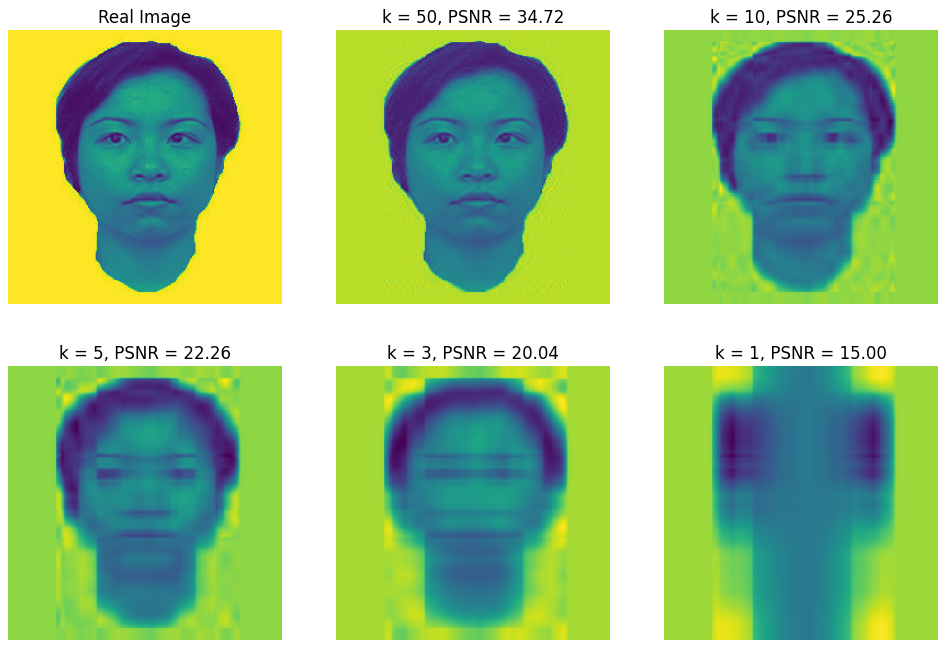 Real Image
k = 50, PSNR = 34.72
k = 10, PSNR = 25.26
k = 5, PSNR = 22.26
k = 3, PSNR = 20.04
k = 1, PSNR = 15.00